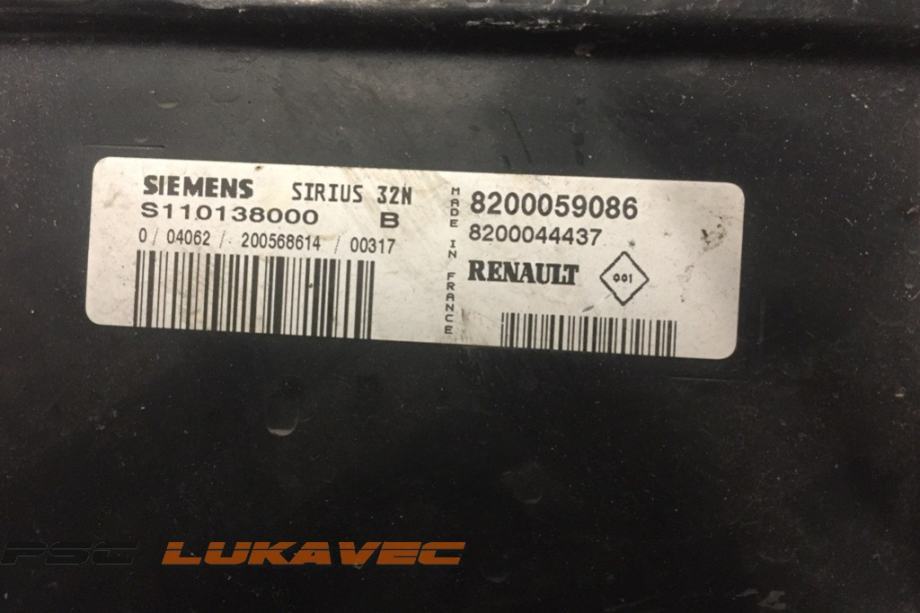 SIEMENS SIRIUS 32N
S110138000 B
0 / 04062 / 200568614 / 00317
MADE IN FRANCE
8200059086
8200044437
RENAULT 001
PSC LUKAVEC